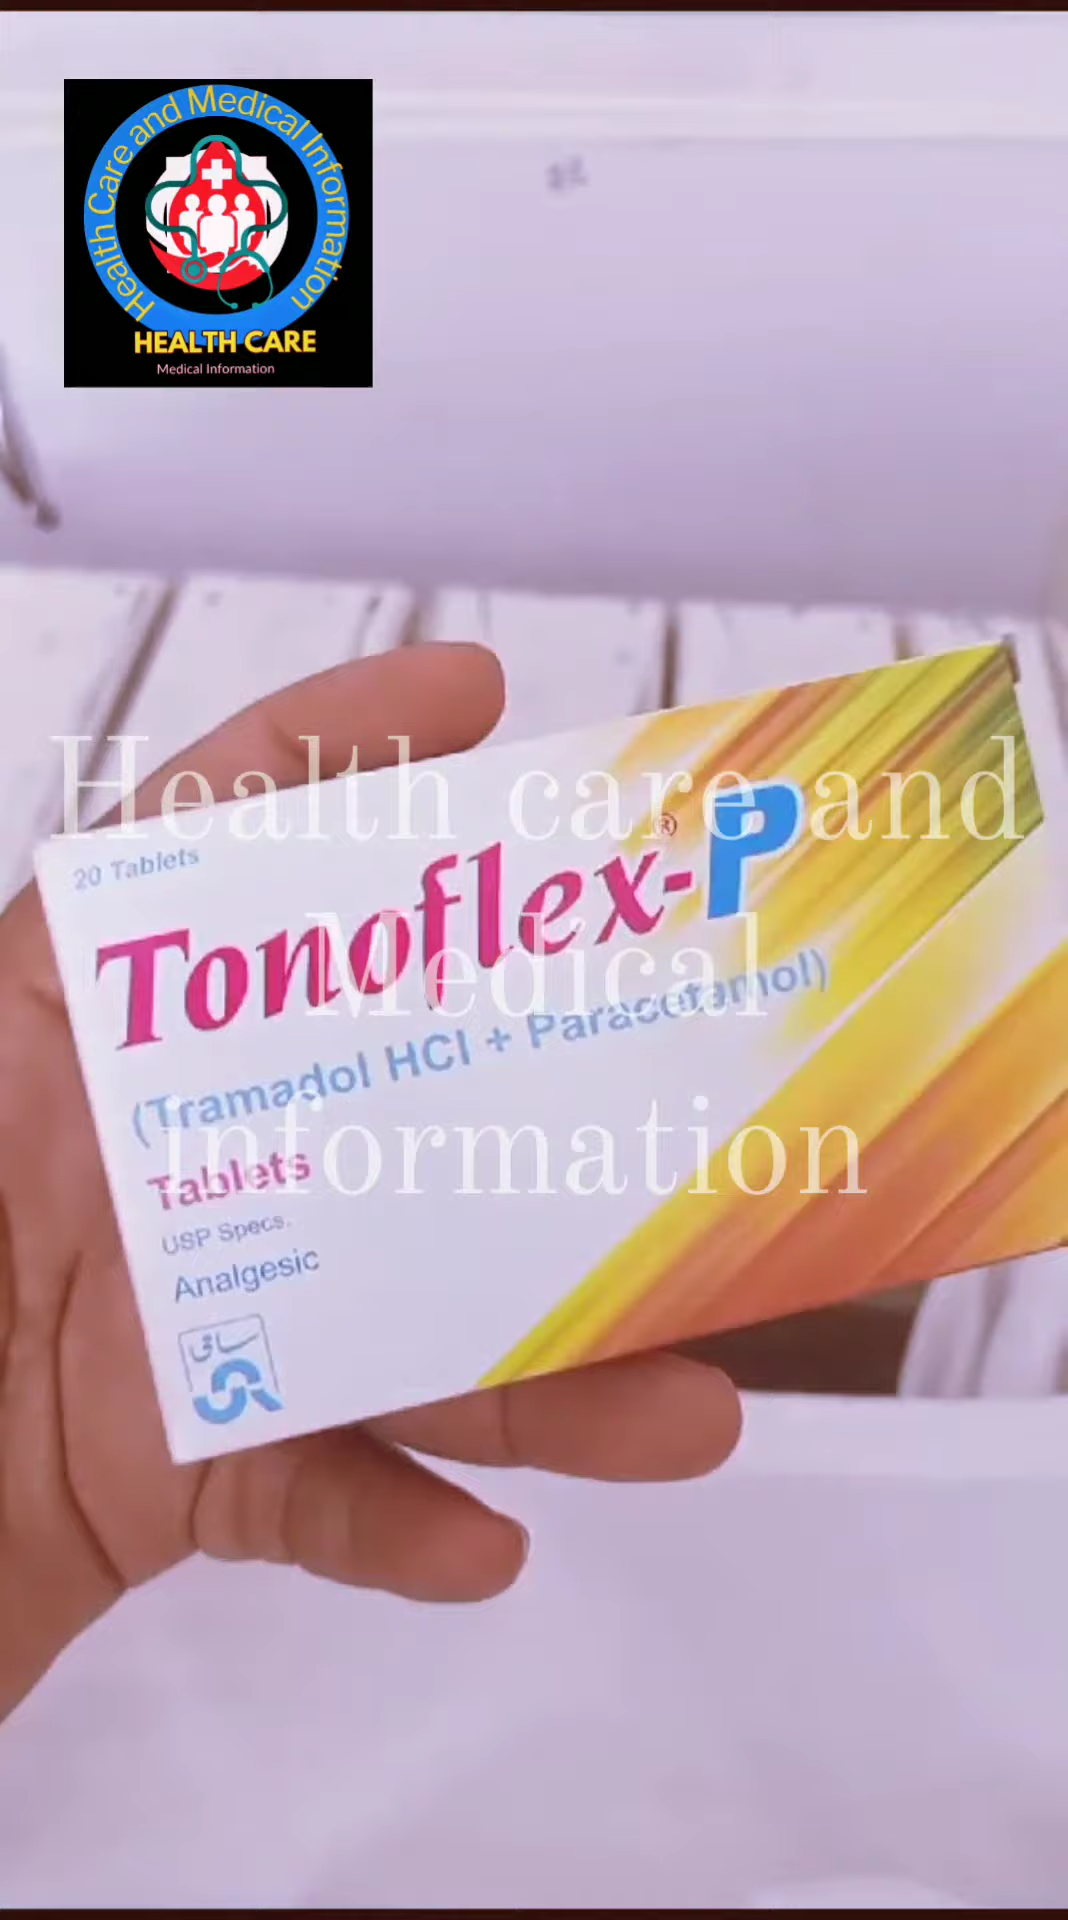 Health Care and Medical Information
HEALTH CARE
Medical Information
Health care and
Medical
information
20 Tablets
Tonoflex-P®
(Tramadol HCl + Paracetamol)
Tablets
USP Specs.
Analgesic
ساقی